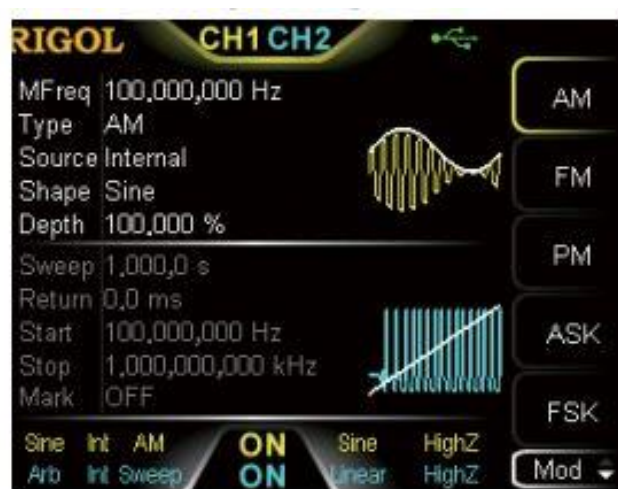 RIGOL CH1 CH2
MFreq 100,000,000 Hz
Type AM
Source Internal
Shape Sine
Depth 100,000 %
Sweep 1,000,0 s
Return 0,0 ms
Start 100,000,000 Hz
Stop 1,000,000,000 kHz
Mark OFF
Sine Int AM ON Sine HighZ
Arb Int Sweep ON Linear HighZ
AM
FM
PM
ASK
FSK
Mod